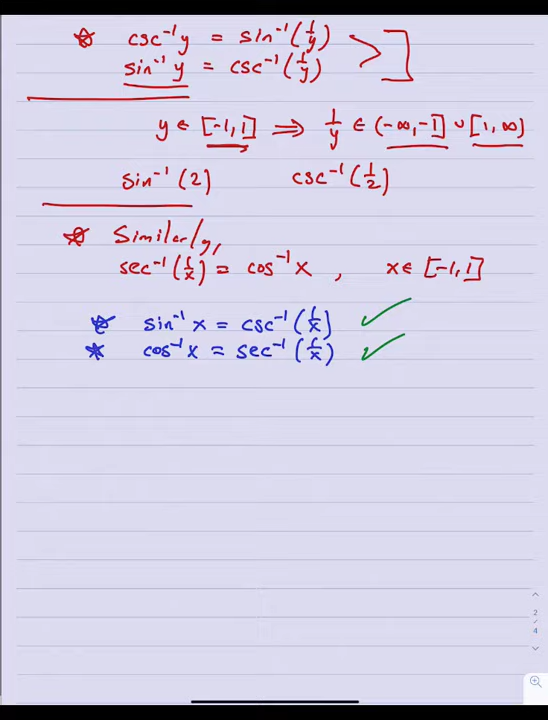 ☆ csc⁻¹y = sin⁻¹(1/y)
sin⁻¹y = csc⁻¹(1/y) > ]
y ∈ [-1,1] ⟹ 1/y ∈ (-∞,-1] ∪ [1,∞)
sin⁻¹(2) csc⁻¹(1/2)
☆ Similarly,
sec⁻¹(1/x) = cos⁻¹x , x ∈ [-1,1]
☆ sin⁻¹x = csc⁻¹(1/x) ✓
* cos⁻¹x = sec⁻¹(1/x) ✓
2
/
4